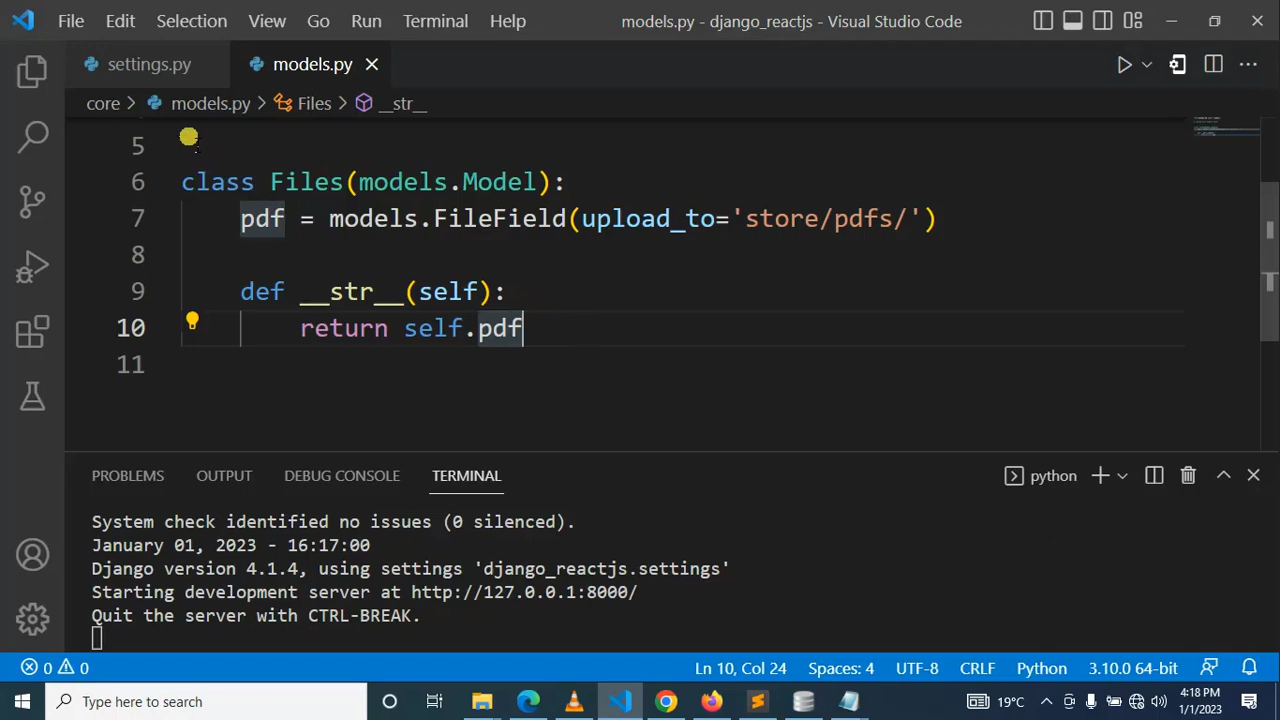 File Edit Selection View Go Run Terminal Help models.py - django_reactjs - Visual Studio Code
settings.py models.py
core > models.py > Files > __str__
5
6 class Files(models.Model):
7 pdf = models.FileField(upload_to='store/pdfs/')
8
9 def __str__(self):
10 return self.pdf
11
PROBLEMS OUTPUT DEBUG CONSOLE TERMINAL python
System check identified no issues (0 silenced).
January 01, 2023 - 16:17:00
Django version 4.1.4, using settings 'django_reactjs.settings'
Starting development server at http://127.0.0.1:8000/
Quit the server with CTRL-BREAK.
0 0 Ln 10, Col 24 Spaces: 4 UTF-8 CRLF Python 3.10.0 64-bit
Type here to search 19°C 4:18 PM
1/1/2023